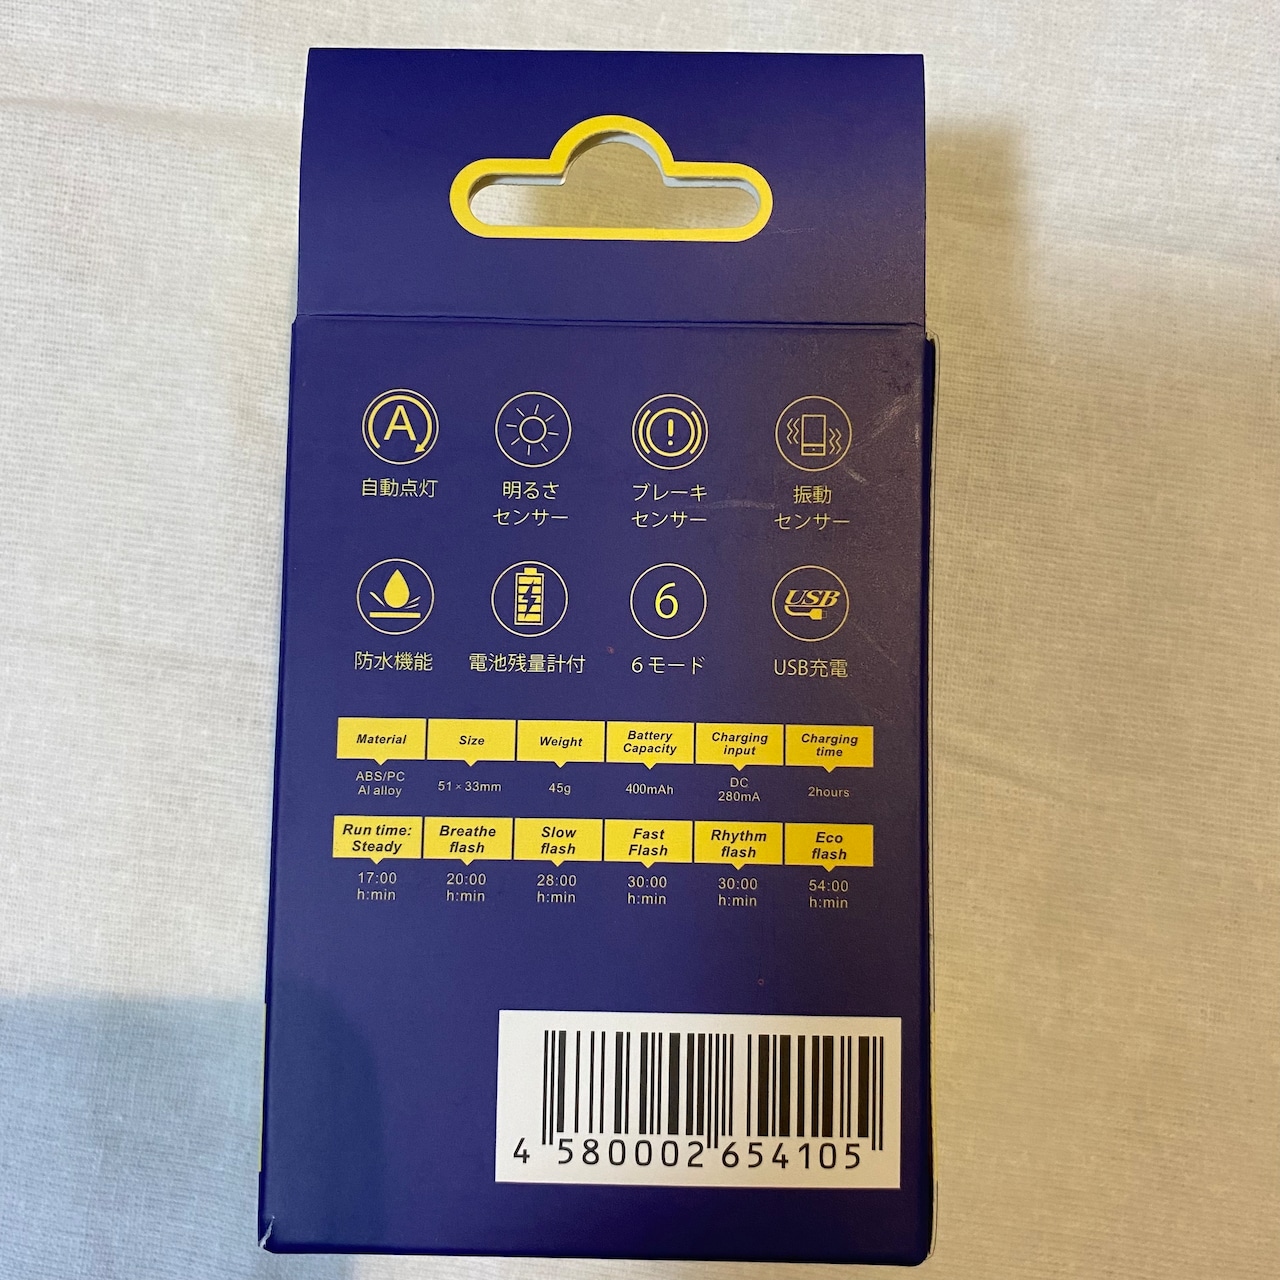 A
自動点灯
明るさ
センサー
!
ブレーキ
センサー
振動
センサー
防水機能
電池残量計付
6
6モード
USB
USB充電
Material
ABS/PC
Al alloy
Size
51×33mm
Weight
45g
Battery
Capacity
400mAh
Charging
input
DC
280mA
Charging
time
2hours
Run time:
Steady
17:00
h:min
Breathe
flash
20:00
h:min
Slow
flash
28:00
h:min
Fast
Flash
30:00
h:min
Rhythm
flash
30:00
h:min
Eco
flash
54:00
h:min
4 580002 654105